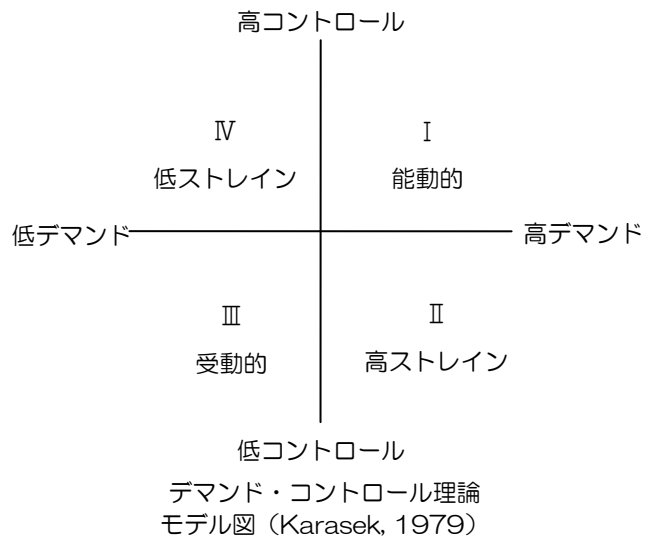 高コントロール
Ⅳ
Ⅰ
低ストレイン
能動的
低デマンド
高デマンド
Ⅲ
Ⅱ
受動的
高ストレイン
低コントロール
デマンド・コントロール理論
モデル図（Karasek, 1979）